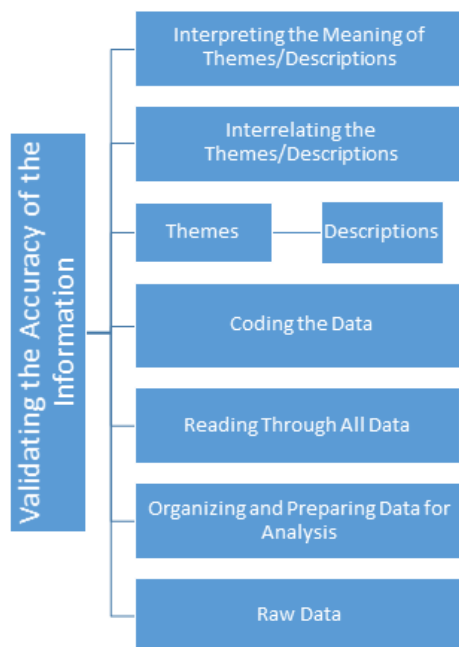 Validating the Accuracy of the
Information
Interpreting the Meaning of
Themes/Descriptions
Interrelating the
Themes/Descriptions
Themes
Descriptions
Coding the Data
Reading Through All Data
Organizing and Preparing Data for
Analysis
Raw Data